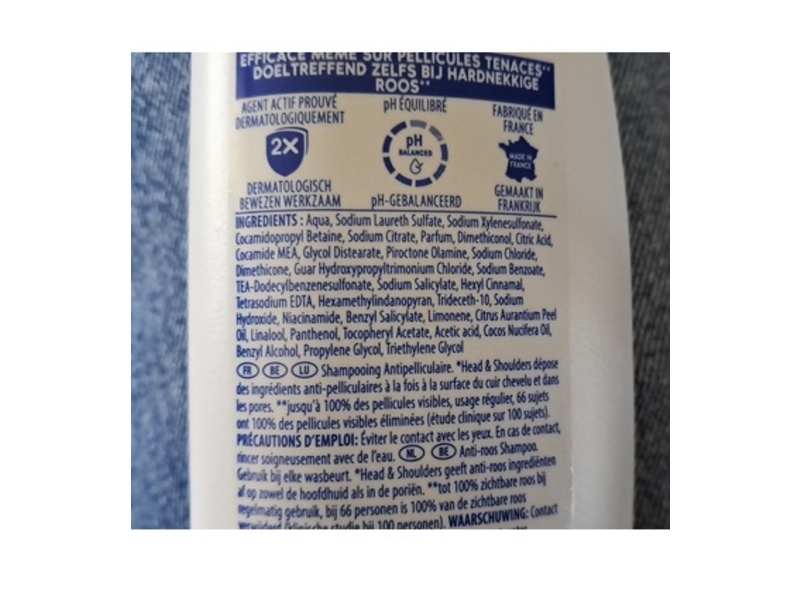 EFFICACE MÊME SUR PELLICULES TENACES**
DOELTREFFEND ZELFS BIJ HARDNEKKIGE
ROOS**
AGENT ACTIF PROUVÉ
DERMATOLOGIQUEMENT
2X
DERMATOLOGISCH
BEWEZEN WERKZAAM
pH ÉQUILIBRÉ
pH
BALANCED
pH-GEBALANCEERD
FABRIQUÉ EN
FRANCE
MADE IN
FRANCE
GEMAAKT IN
FRANKRIJK
INGREDIENTS : Aqua, Sodium Laureth Sulfate, Sodium Xylenesulfonate,
Cocamidopropyl Betaine, Sodium Citrate, Parfum, Dimethiconol, Citric Acid,
Cocamide MEA, Glycol Distearate, Piroctone Olamine, Sodium Chloride,
Dimethicone, Guar Hydroxypropyltrimonium Chloride, Sodium Benzoate,
TEA-Dodecylbenzenesulfonate, Sodium Salicylate, Hexyl Cinnamal,
Tetrasodium EDTA, Hexamethylindanopyran, Trideceth-10, Sodium
Hydroxide, Niacinamide, Benzyl Salicylate, Limonene, Citrus Aurantium Peel
Oil, Linalool, Panthenol, Tocopheryl Acetate, Acetic acid, Cocos Nucifera Oil,
Benzyl Alcohol, Propylene Glycol, Triethylene Glycol
FR BE LU Shampooing Antipelliculaire. *Head & Shoulders dépose
des ingrédients anti-pelliculaires à la fois à la surface du cuir chevelu et dans
les pores. **jusqu'à 100% des pellicules visibles, usage régulier, 66 sujets
ont 100% des pellicules visibles éliminées (étude clinique sur 100 sujets).
PRÉCAUTIONS D'EMPLOI: Éviter le contact avec les yeux. En cas de contact,
rincer soigneusement avec de l'eau. NL BE Anti-roos Shampoo.
Gebruik bij elke wasbeurt. *Head & Shoulders geeft anti-roos ingrediënten
af op zowel de hoofdhuid als in de poriën. **tot 100% zichtbare roos bij
regelmatig gebruik, bij 66 personen is 100% van de zichtbare roos
verwijderd (klinische studie bij 100 personen). WAARSCHUWING: Contact